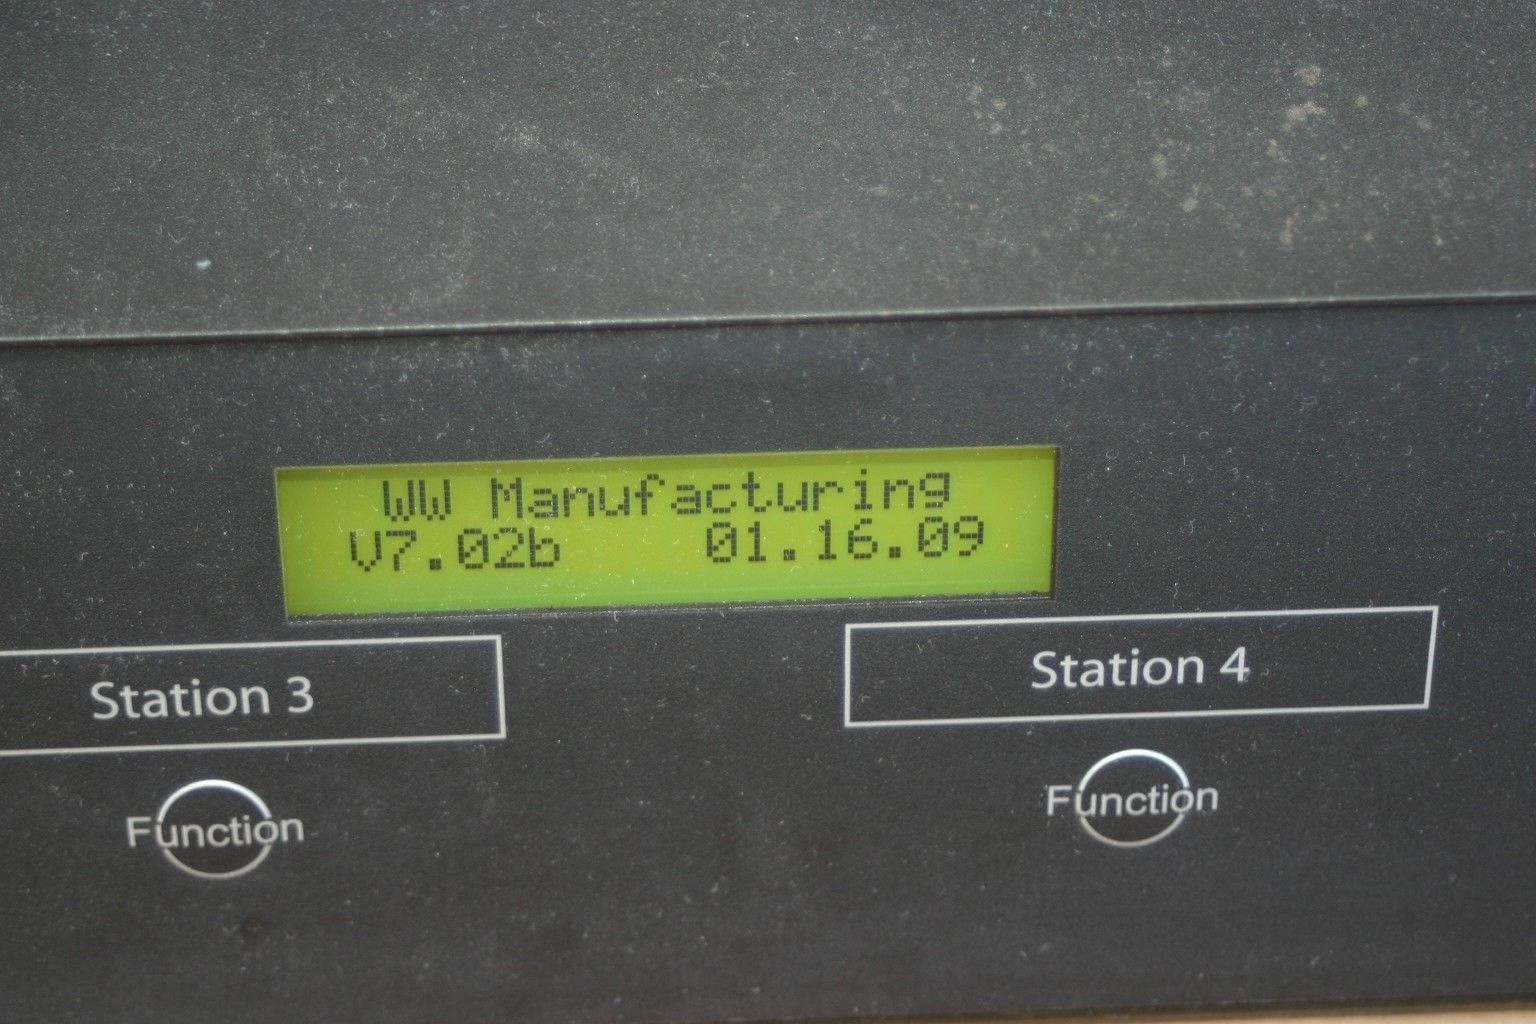 WW Manufacturing
V7.02b 01.16.09
Station 3
Station 4
Function
Function